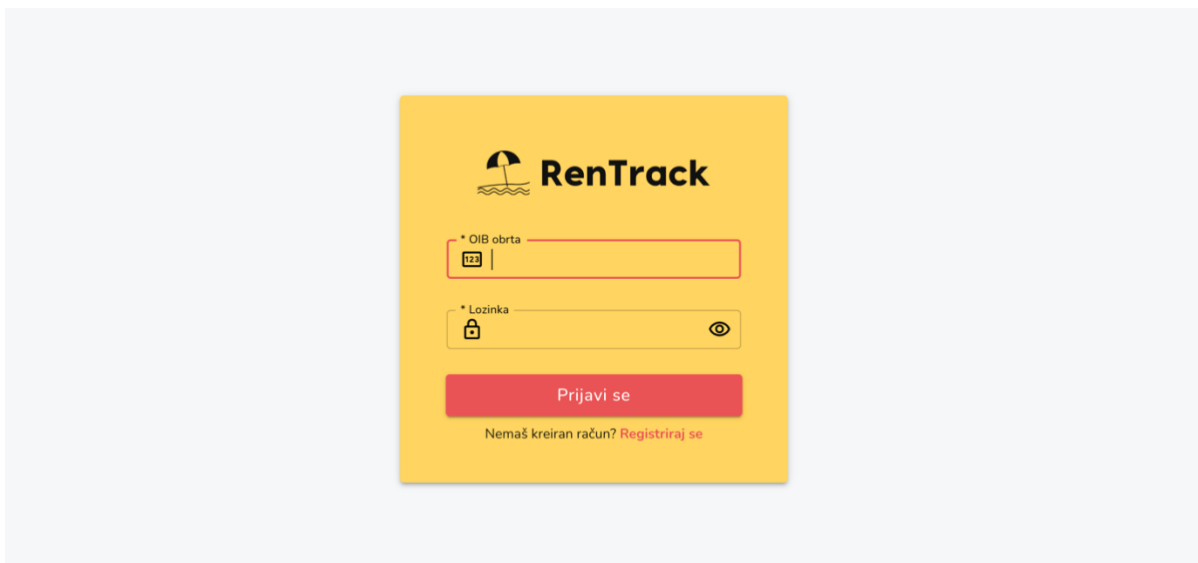 RenTrack
* OIB obrta
123
* Lozinka
Prijavi se
Nemaš kreiran račun? Registriraj se